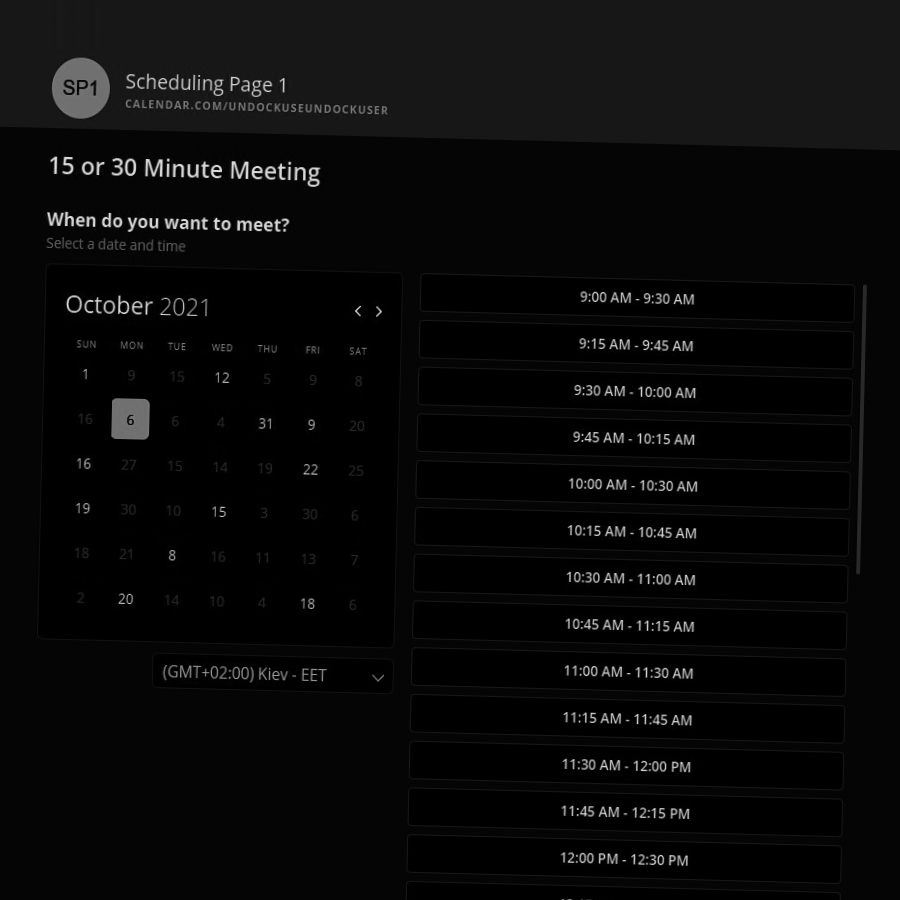 SP1
Scheduling Page 1
CALENDAR.COM/UNDOCKUSEUNDOCKUSER
15 or 30 Minute Meeting
When do you want to meet?
Select a date and time
October 2021
SUN MON TUE WED THU FRI SAT
1 9 15 12 5 9 8
16 6 6 4 31 9 20
16 27 15 14 19 22 25
19 30 10 15 3 30 6
18 21 8 16 11 13 7
2 20 14 10 4 18 6
(GMT+02:00) Kiev - EET
9:00 AM - 9:30 AM
9:15 AM - 9:45 AM
9:30 AM - 10:00 AM
9:45 AM - 10:15 AM
10:00 AM - 10:30 AM
10:15 AM - 10:45 AM
10:30 AM - 11:00 AM
10:45 AM - 11:15 AM
11:00 AM - 11:30 AM
11:15 AM - 11:45 AM
11:30 AM - 12:00 PM
11:45 AM - 12:15 PM
12:00 PM - 12:30 PM